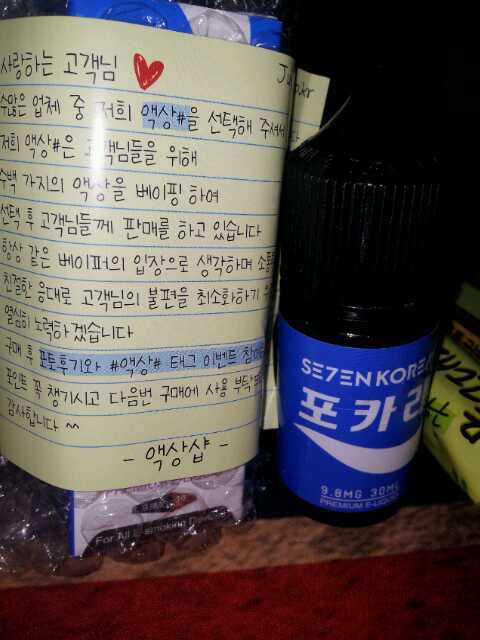 사랑하는 고객님
수많은 업체 중 저희 액상#을 선택해 주셔서
저희 액상#은 고객님들을 위해
수백 가지의 액상을 베이핑 하여
선택 후 고객님들께 판매를 하고 있습니다
항상 같은 베이퍼의 입장으로 생각하며 소통
친절한 응대로 고객님의 불편을 최소화하기
열심히 노력하겠습니다
구매 후 포토후기와 #액상# 태그 이벤트
포인트 꼭 챙기시고 다음번 구매에 사용
감사합니다 ~
- 액상샵 -
For All E-smoking
SE7EN KOREA
포카리
9.8MG 30ML
PREMIUM E-LIQUID